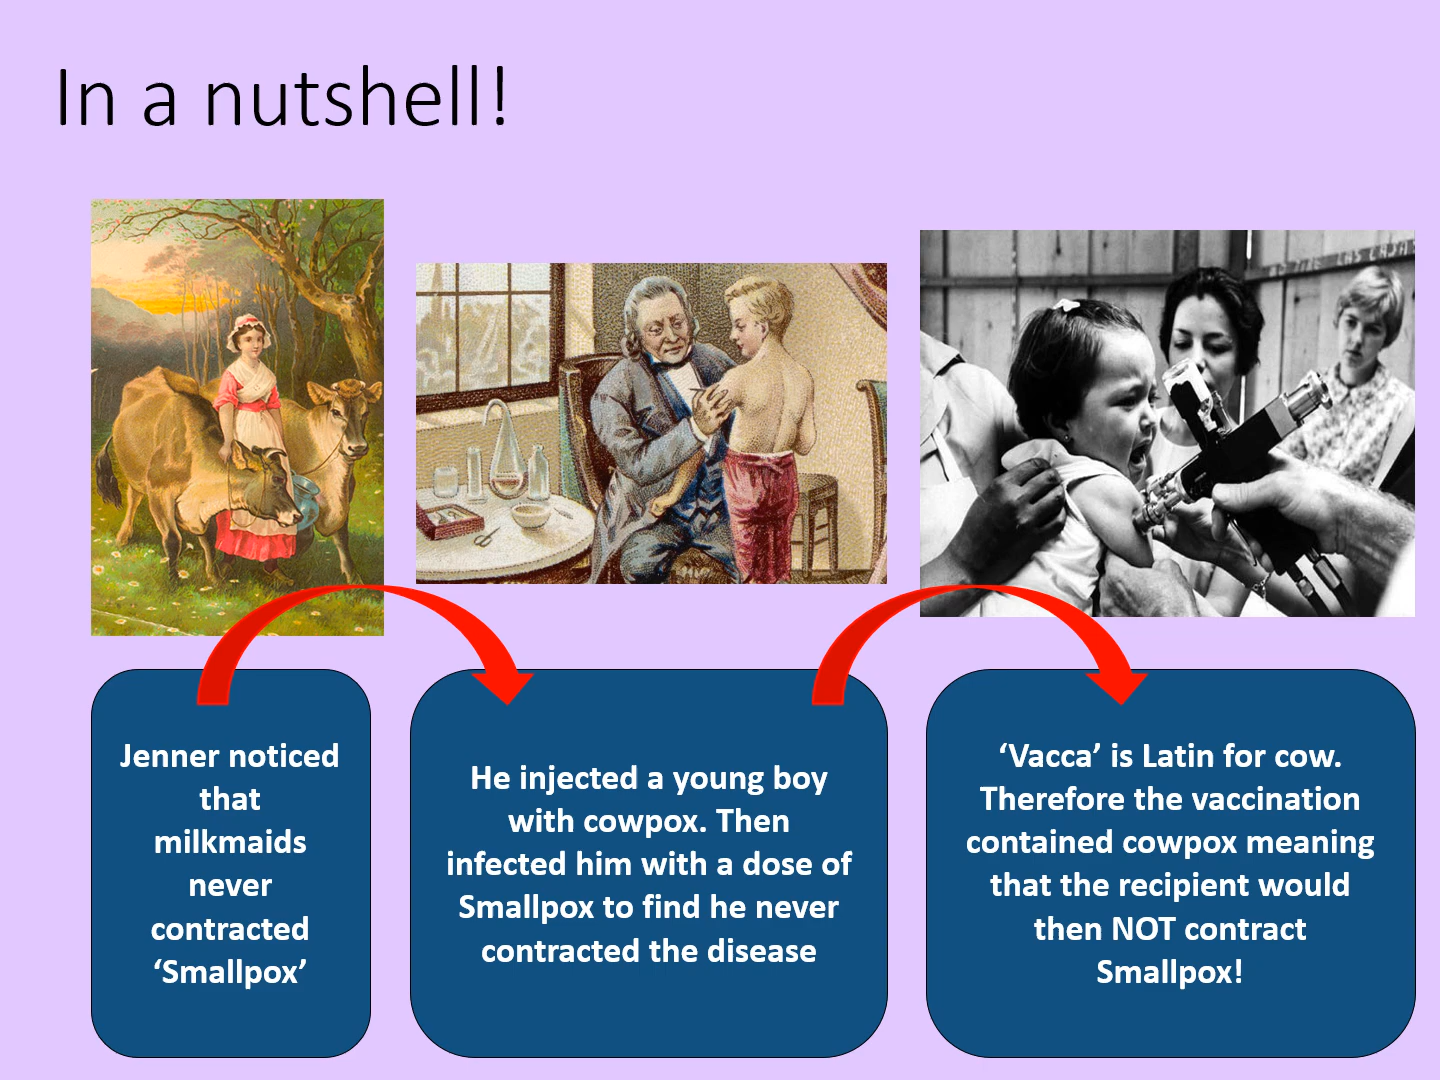 In a nutshell!
Jenner noticed
that
milkmaids
never
contracted
‘Smallpox’
He injected a young boy
with cowpox. Then
infected him with a dose of
Smallpox to find he never
contracted the disease
‘Vacca’ is Latin for cow.
Therefore the vaccination
contained cowpox meaning
that the recipient would
then NOT contract
Smallpox!